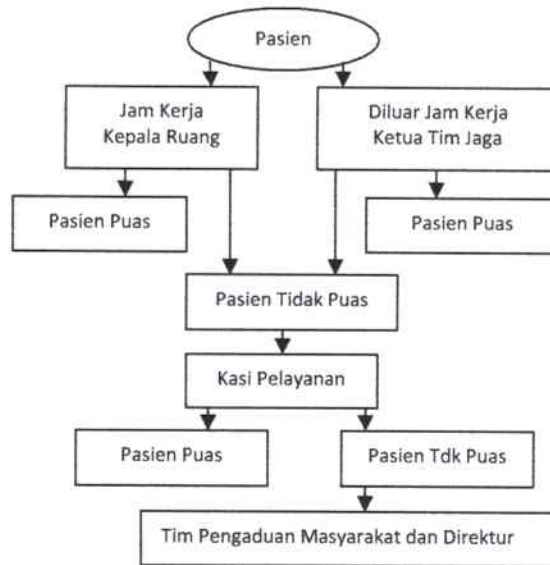 Pasien
Jam Kerja
Kepala Ruang
Diluar Jam Kerja
Ketua Tim Jaga
Pasien Puas
Pasien Puas
Pasien Tidak Puas
Kasi Pelayanan
Pasien Puas
Pasien Tdk Puas
Tim Pengaduan Masyarakat dan Direktur